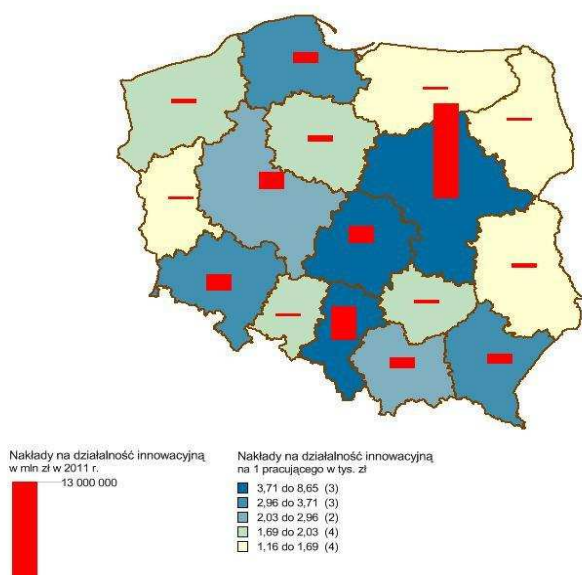 Nakłady na działalność innowacyjną
w mln zł w 2011 r.
13 000 000
Nakłady na działalność innowacyjną
na 1 pracującego w tys. zł
3,71 do 8,65 (3)
2,96 do 3,71 (3)
2,03 do 2,96 (2)
1,69 do 2,03 (4)
1,16 do 1,69 (4)